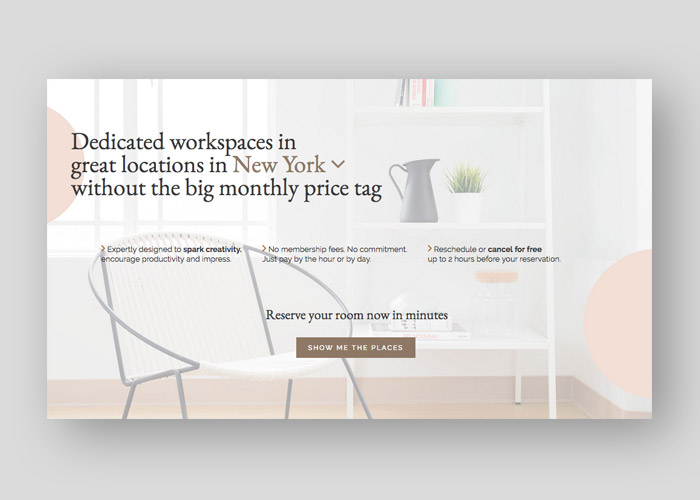 Dedicated workspaces in
great locations in New York
without the big monthly price tag
Expertly designed to spark creativity.
encourage productivity and impress.
No membership fees. No commitment.
Just pay by the hour or by day.
Reschedule or cancel for free
up to 2 hours before your reservation.
Reserve your room now in minutes
SHOW ME THE PLACES